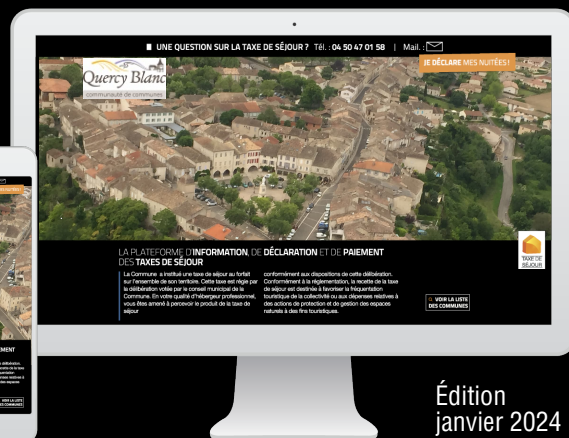 ■ UNE QUESTION SUR LA TAXE DE SÉJOUR ? Tél. : 04 50 47 01 58 | Mail. :
JE DÉCLARE MES NUITÉES !
Quercy Blanc
communauté de communes
TAXE DE
SÉJOUR
LA PLATEFORME D'INFORMATION, DE DÉCLARATION ET DE PAIEMENT
DES TAXES DE SÉJOUR
La Commune a institué une taxe de séjour au forfait
sur l'ensemble de son territoire. Cette taxe est régie par
la délibération votée par le conseil municipal de la
Commune. En votre qualité d'hébergeur professionnel,
vous êtes amené à percevoir le produit de la taxe de
séjour
conformément aux dispositions de cette délibération.
Conformément à la réglementation, la recette de la taxe
de séjour est destinée à favoriser la fréquentation
touristique de la collectivité ou aux dépenses relatives à
des actions de protection et de gestion des espaces
naturels à des fins touristiques.
VOIR LA LISTE
DES COMMUNES
VOIR LA LISTE
DES COMMUNES
Édition
janvier 2024